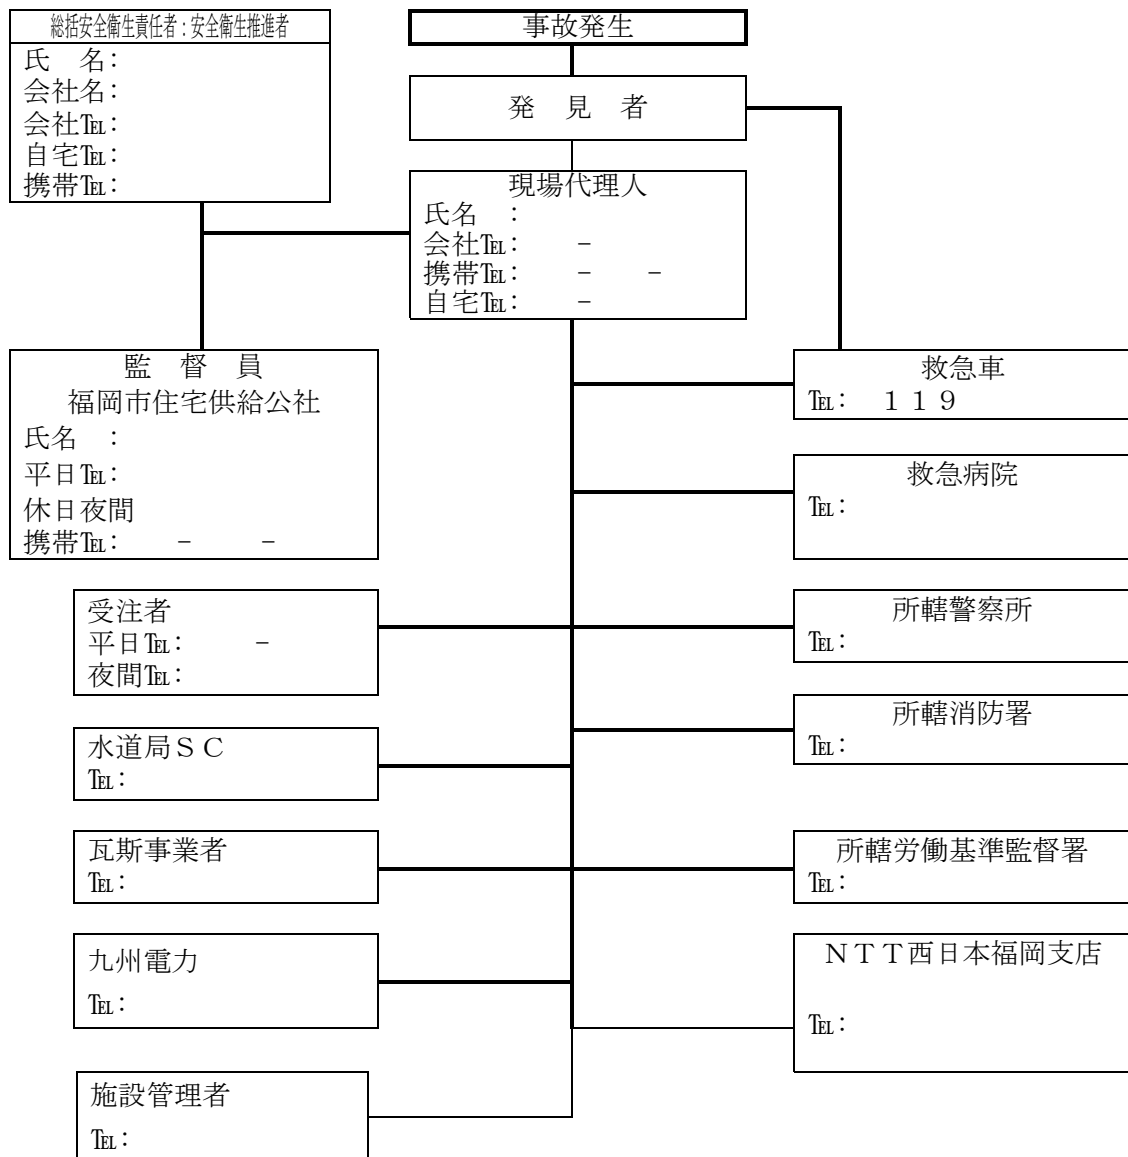 総括安全衛生責任者：安全衛生推進者
氏　名：
会社名：
会社℡：
自宅℡：
携帯℡：
事故発生
発　見　者
現場代理人
氏名　：
会社℡：　　－
携帯℡：　　－　　－
自宅℡：　　－
監　督　員
福岡市住宅供給公社
氏名　：
平日℡：
休日夜間
携帯℡：　　－　　－
救急車
℡：　１１９
救急病院
℡：
受注者
平日℡：　　－
夜間℡：
所轄警察所
℡：
所轄消防署
℡：
水道局ＳＣ
℡：
瓦斯事業者
℡：
所轄労働基準監督署
℡：
九州電力
℡：
ＮＴＴ西日本福岡支店
℡：
施設管理者
℡：